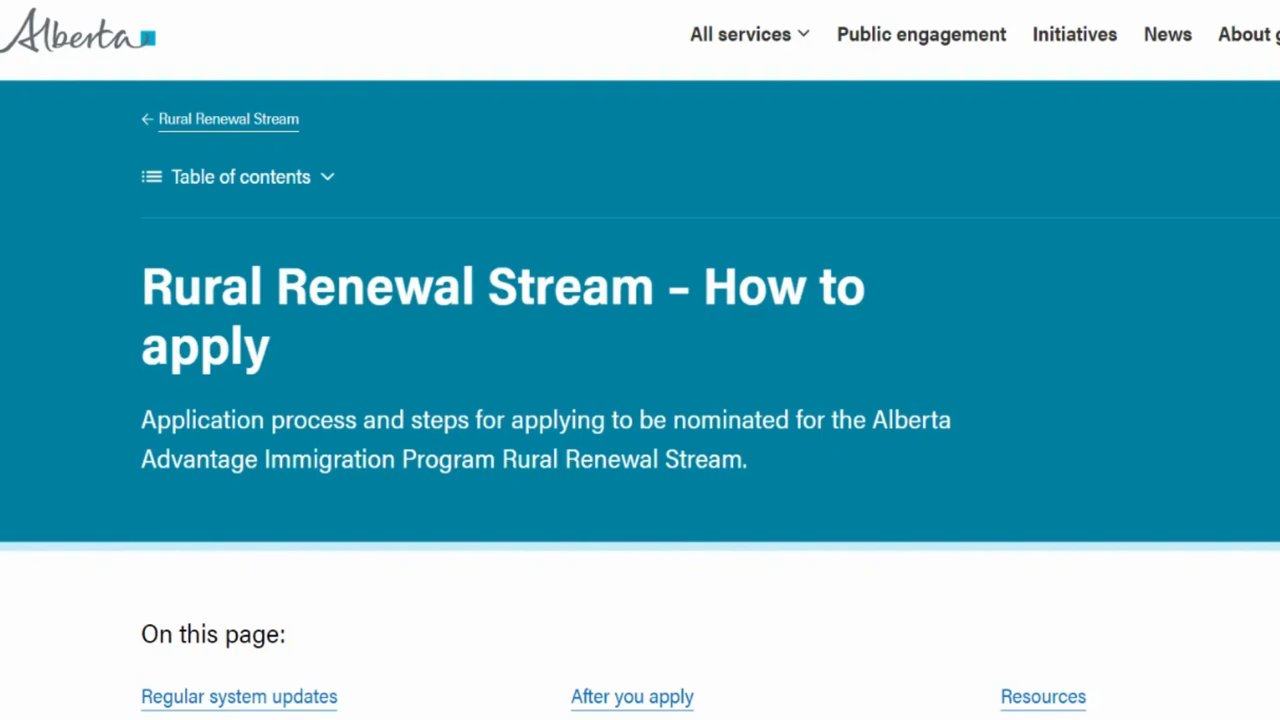 Alberta
All services
Public engagement
Initiatives
News
About g
← Rural Renewal Stream
Table of contents
Rural Renewal Stream – How to
apply
Application process and steps for applying to be nominated for the Alberta
Advantage Immigration Program Rural Renewal Stream.
On this page:
Regular system updates
After you apply
Resources